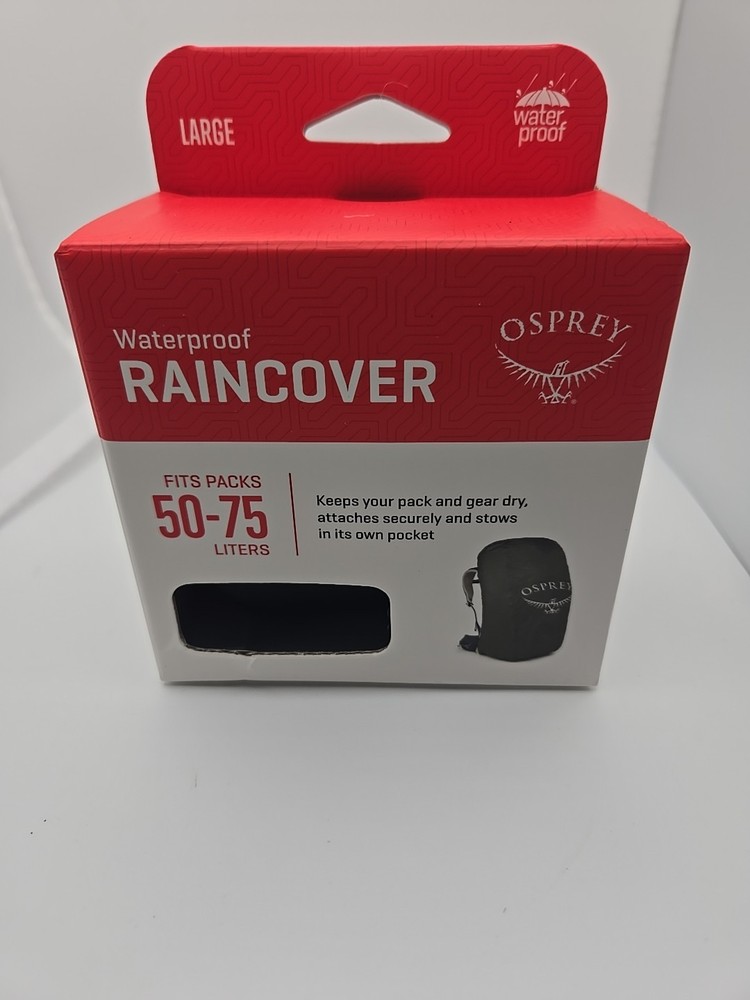 LARGE
water
proof
Waterproof
RAINCOVER
OSPREY
FITS PACKS
50-75
LITERS
Keeps your pack and gear dry,
attaches securely and stows
in its own pocket
OSPREY